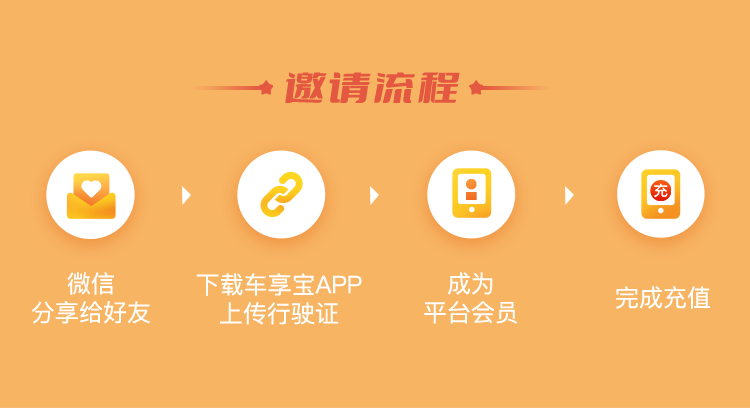 邀请流程
充
微信
分享给好友
下载车享宝APP
上传行驶证
成为
平台会员
完成充值